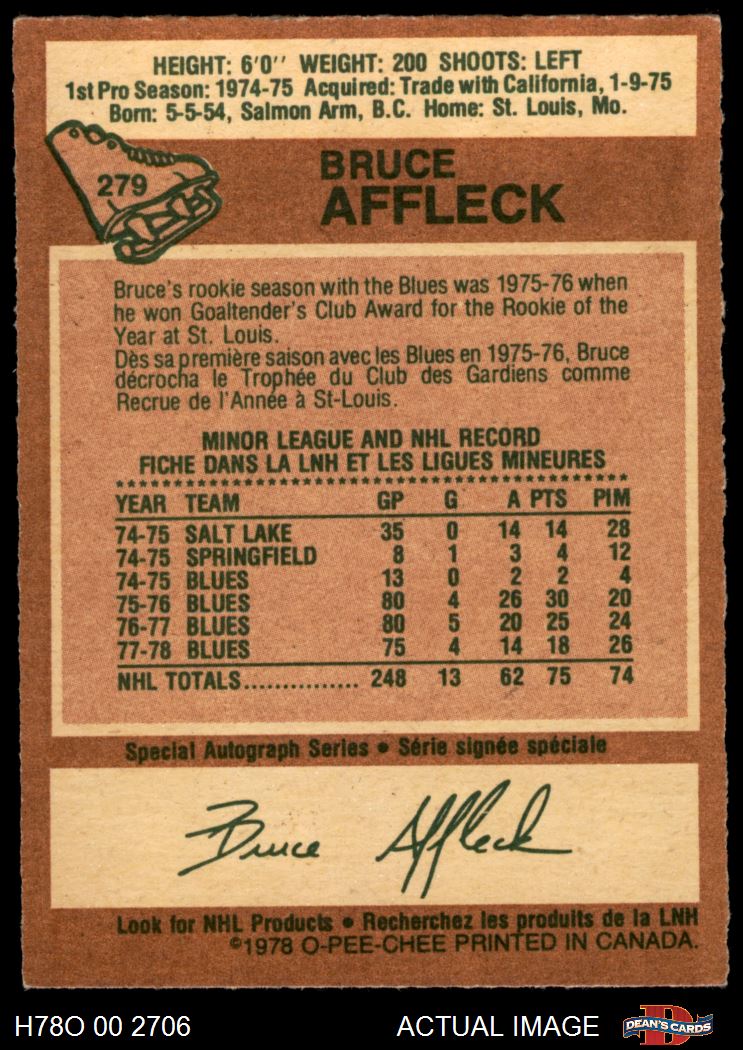 HEIGHT: 6'0'' WEIGHT: 200 SHOOTS: LEFT
1st Pro Season: 1974-75 Acquired: Trade with California, 1-9-75
Born: 5-5-54, Salmon Arm, B.C. Home: St. Louis, Mo.
279
BRUCE
AFFLECK
Bruce's rookie season with the Blues was 1975-76 when
he won Goaltender's Club Award for the Rookie of the
Year at St. Louis.
Dès sa première saison avec les Blues en 1975-76, Bruce
décrocha le Trophée du Club des Gardiens comme
Recrue de l'Année à St-Louis.
MINOR LEAGUE AND NHL RECORD
FICHE DANS LA LNH ET LES LIGUES MINEURES
YEAR TEAM GP G A PTS PIM
74-75 SALT LAKE 35 0 14 14 28
74-75 SPRINGFIELD 8 1 3 4 12
74-75 BLUES 13 0 2 2 4
75-76 BLUES 80 4 26 30 20
76-77 BLUES 80 5 20 25 24
77-78 BLUES 75 4 14 18 26
NHL TOTALS............... 248 13 62 75 74
Special Autograph Series • Série signée spéciale
Bruce Affleck
Look for NHL Products • Recherchez les produits de la LNH
©1978 O-PEE-CHEE PRINTED IN CANADA.
H78O 00 2706 ACTUAL IMAGE D DEAN'S CARDS